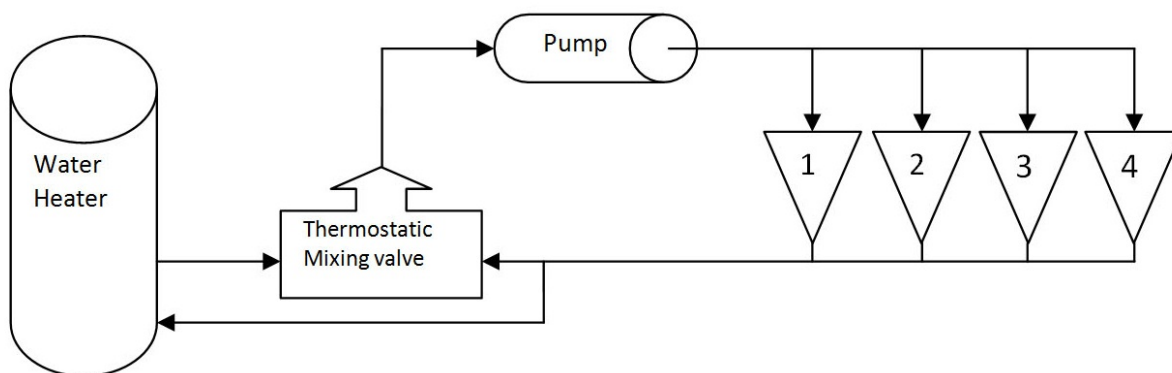 Pump
Water
Heater
Thermostatic
Mixing valve
1
2
3
4